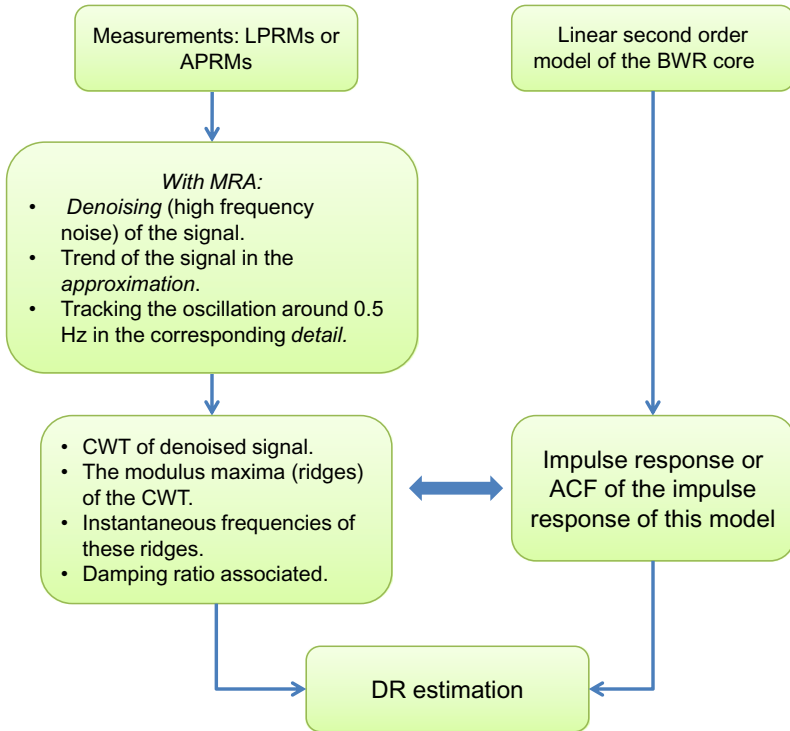 Measurements: LPRMs or
APRMs
Linear second order
model of the BWR core
With MRA:
• Denoising (high frequency
noise) of the signal.
• Trend of the signal in the
approximation.
• Tracking the oscillation around 0.5
Hz in the corresponding detail.
• CWT of denoised signal.
• The modulus maxima (ridges)
of the CWT.
• Instantaneous frequencies of
these ridges.
• Damping ratio associated.
Impulse response or
ACF of the impulse
response of this model
DR estimation